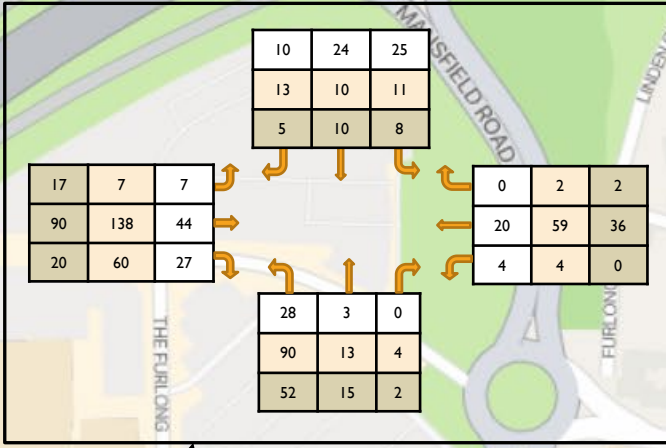 MANSFIELD ROAD
LINDEN
10 24 25
13 10 11
5 10 8
17 7 7
90 138 44
20 60 27
0 2 2
20 59 36
4 4 0
28 3 0
90 13 4
52 15 2
THE FURLONG
FURLONG